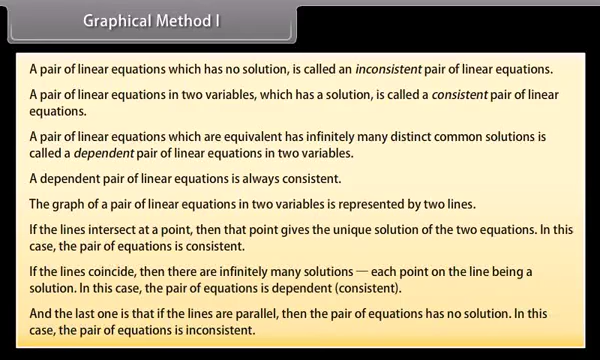 Graphical Method I
A pair of linear equations which has no solution, is called an inconsistent pair of linear equations.
A pair of linear equations in two variables, which has a solution, is called a consistent pair of linear
equations.
A pair of linear equations which are equivalent has infinitely many distinct common solutions is
called a dependent pair of linear equations in two variables.
A dependent pair of linear equations is always consistent.
The graph of a pair of linear equations in two variables is represented by two lines.
If the lines intersect at a point, then that point gives the unique solution of the two equations. In this
case, the pair of equations is consistent.
If the lines coincide, then there are infinitely many solutions — each point on the line being a
solution. In this case, the pair of equations is dependent (consistent).
And the last one is that if the lines are parallel, then the pair of equations has no solution. In this
case, the pair of equations is inconsistent.